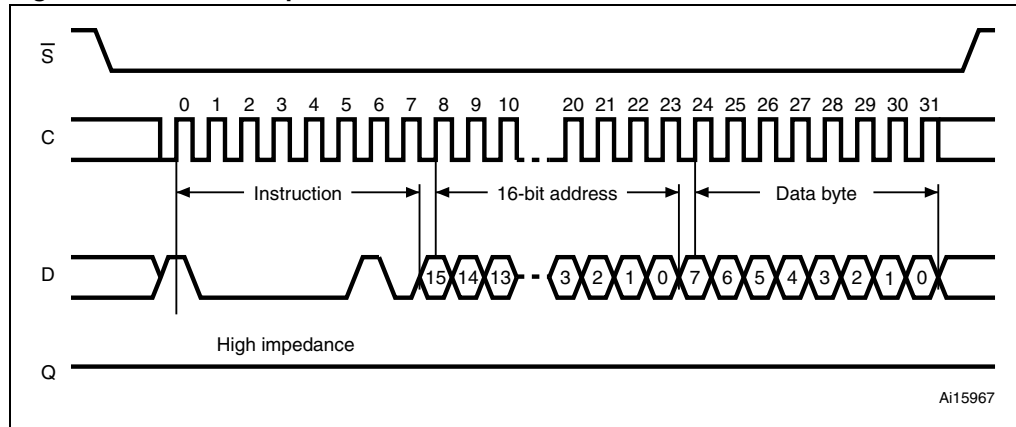 S̅
0 1 2 3 4 5 6 7 8 9 10 20 21 22 23 24 25 26 27 28 29 30 31
C
Instruction 16-bit address Data byte
D 15 14 13 3 2 1 0 7 6 5 4 3 2 1 0
High impedance
Q
Ai15967